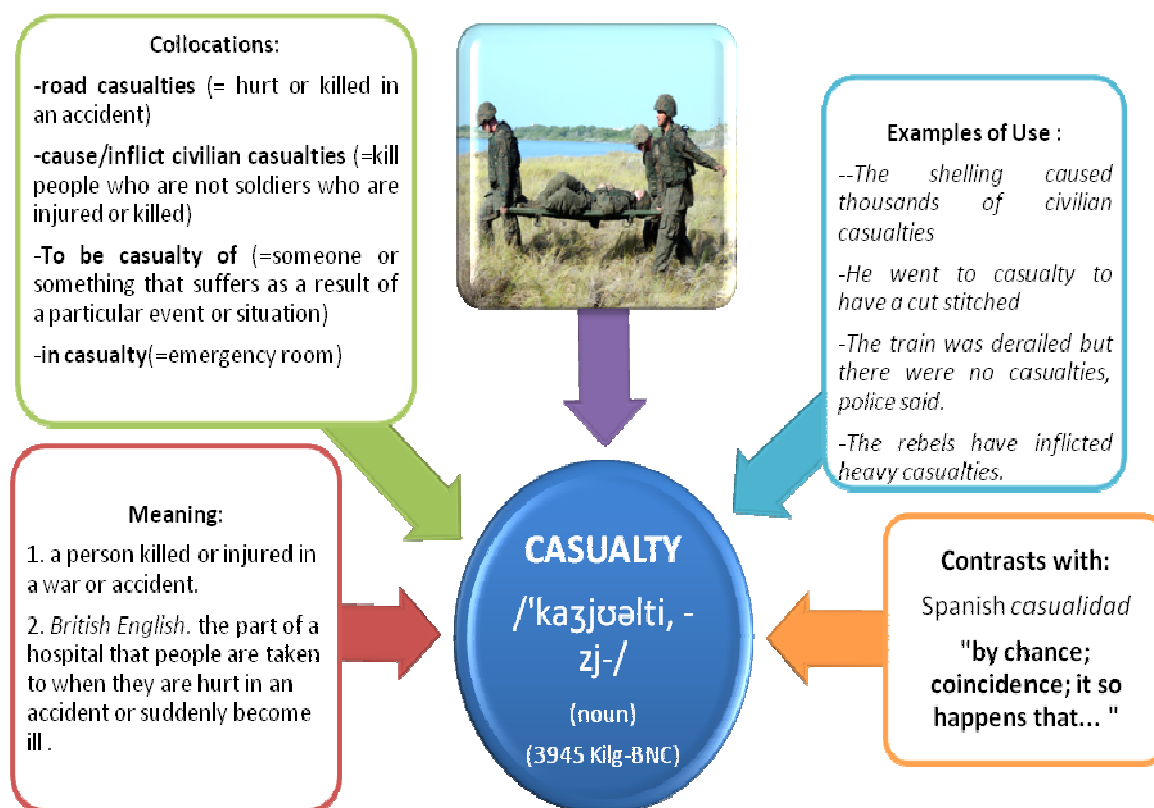 Collocations:
-road casualties (= hurt or killed in
an accident)
-cause/inflict civilian casualties (=kill
people who are not soldiers who are
injured or killed)
-To be casualty of (=someone or
something that suffers as a result of
a particular event or situation)
-in casualty(=emergency room)
Meaning:
1. a person killed or injured in
a war or accident.
2. British English. the part of a
hospital that people are taken
to when they are hurt in an
accident or suddenly become
ill .
CASUALTY
/ˈkaʒjʊəlti, -
zj-/
(noun)
(3945 Kilg-BNC)
Examples of Use :
--The shelling caused
thousands of civilian
casualties
-He went to casualty to
have a cut stitched
-The train was derailed but
there were no casualties,
police said.
-The rebels have inflicted
heavy casualties.
Contrasts with:
Spanish casualidad
"by chance;
coincidence; it so
happens that... "